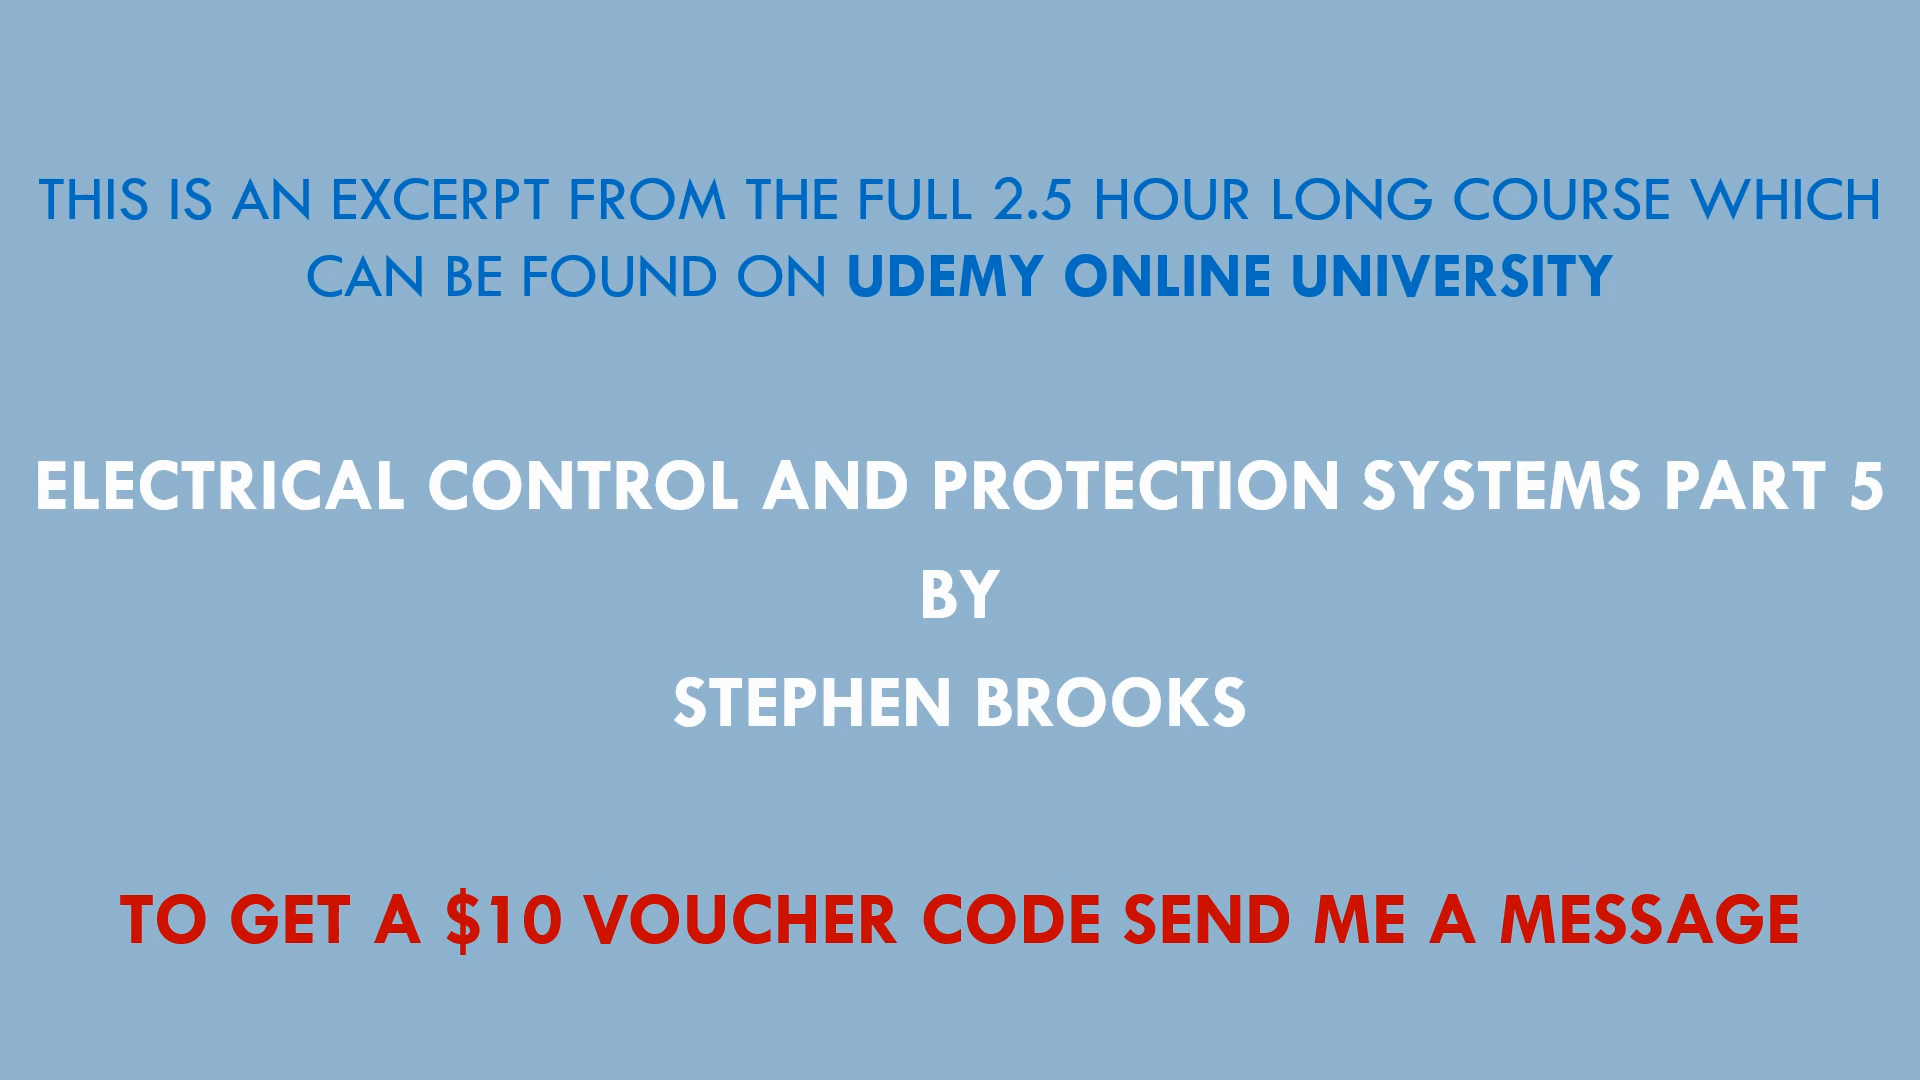 THIS IS AN EXCERPT FROM THE FULL 2.5 HOUR LONG COURSE WHICH
CAN BE FOUND ON UDEMY ONLINE UNIVERSITY
ELECTRICAL CONTROL AND PROTECTION SYSTEMS PART 5
BY
STEPHEN BROOKS
TO GET A $10 VOUCHER CODE SEND ME A MESSAGE